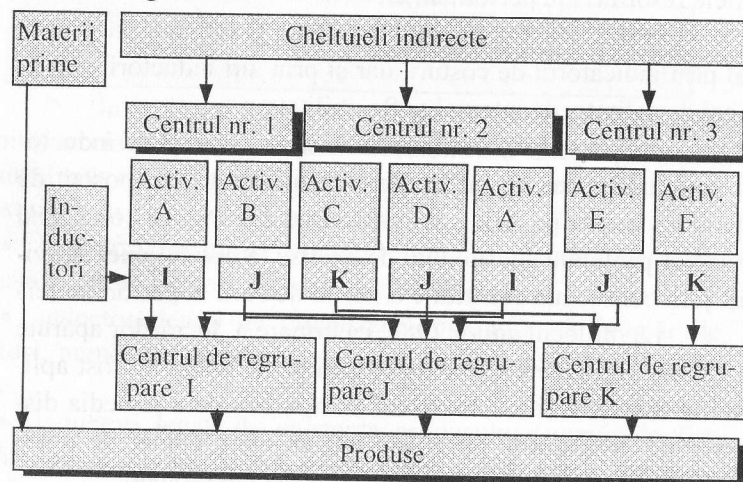 Materii
prime
Cheltuieli indirecte
Centrul nr. 1
Centrul nr. 2
Centrul nr. 3
In-
duc-
tori
Activ.
A
Activ.
B
Activ.
C
Activ.
D
Activ.
A
Activ.
E
Activ.
F
I
J
K
J
I
J
K
Centrul de regru-
pare I
Centrul de regru-
pare J
Centrul de regru-
pare K
Produse